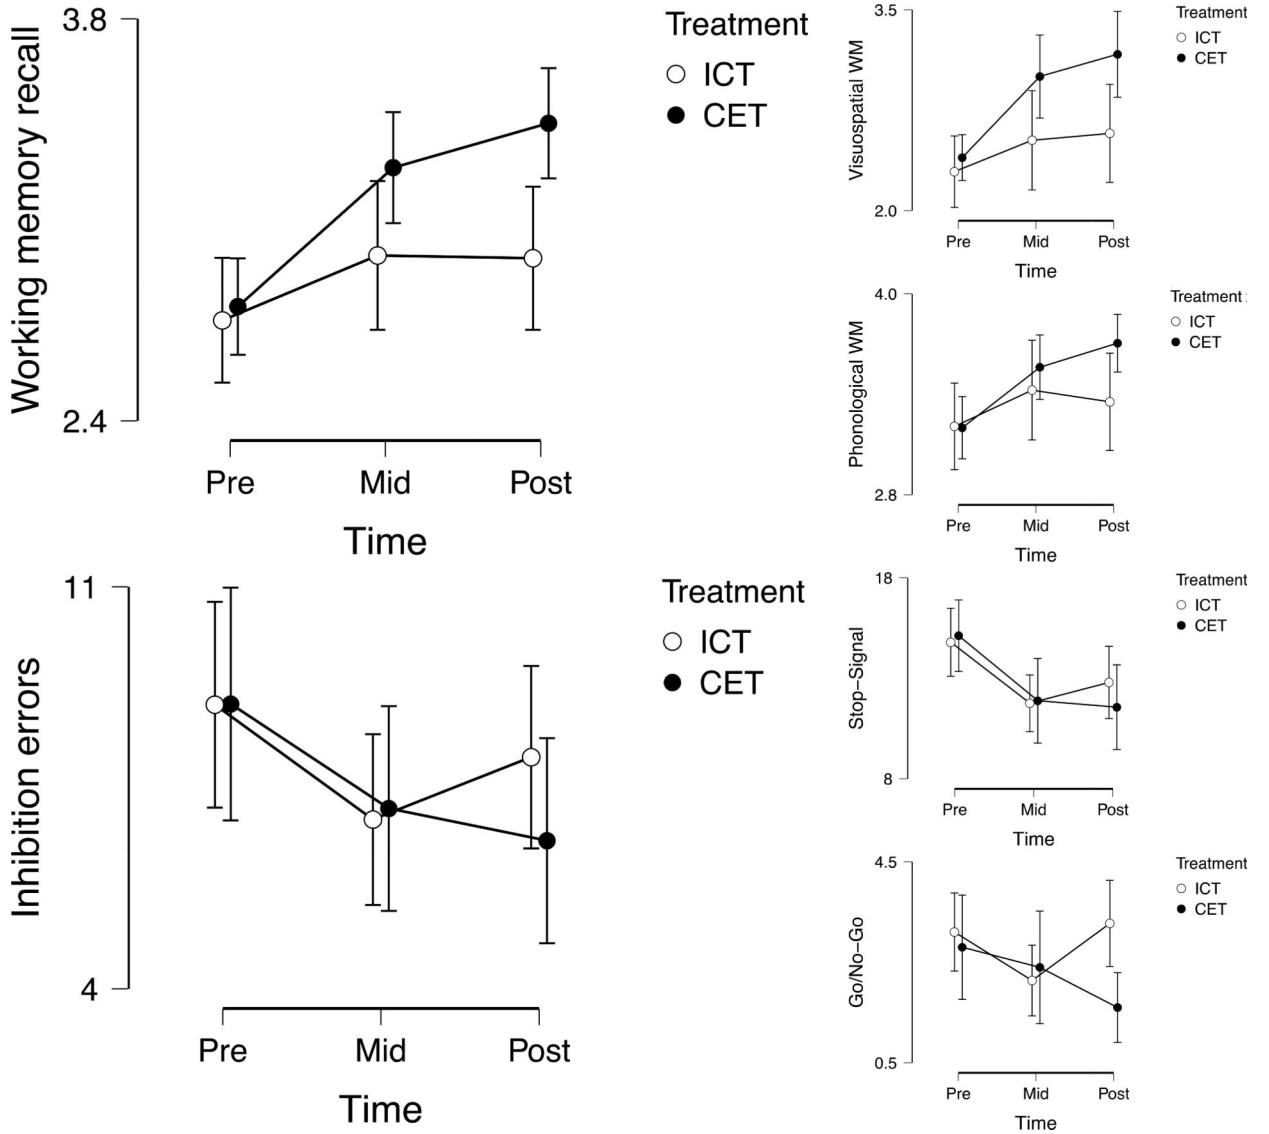 Working memory recall
3.8
2.4
Pre Mid Post
Time
Treatment
ICT
CET
Visuospatial WM
3.5
2.0
Pre Mid Post
Time
Treatment
ICT
CET
Phonological WM
4.0
2.8
Pre Mid Post
Time
Treatment :
ICT
CET
Inhibition errors
11
4
Pre Mid Post
Time
Treatment
ICT
CET
Stop−Signal
18
8
Pre Mid Post
Time
Treatment
ICT
CET
Go/No−Go
4.5
0.5
Pre Mid Post
Time
Treatment
ICT
CET